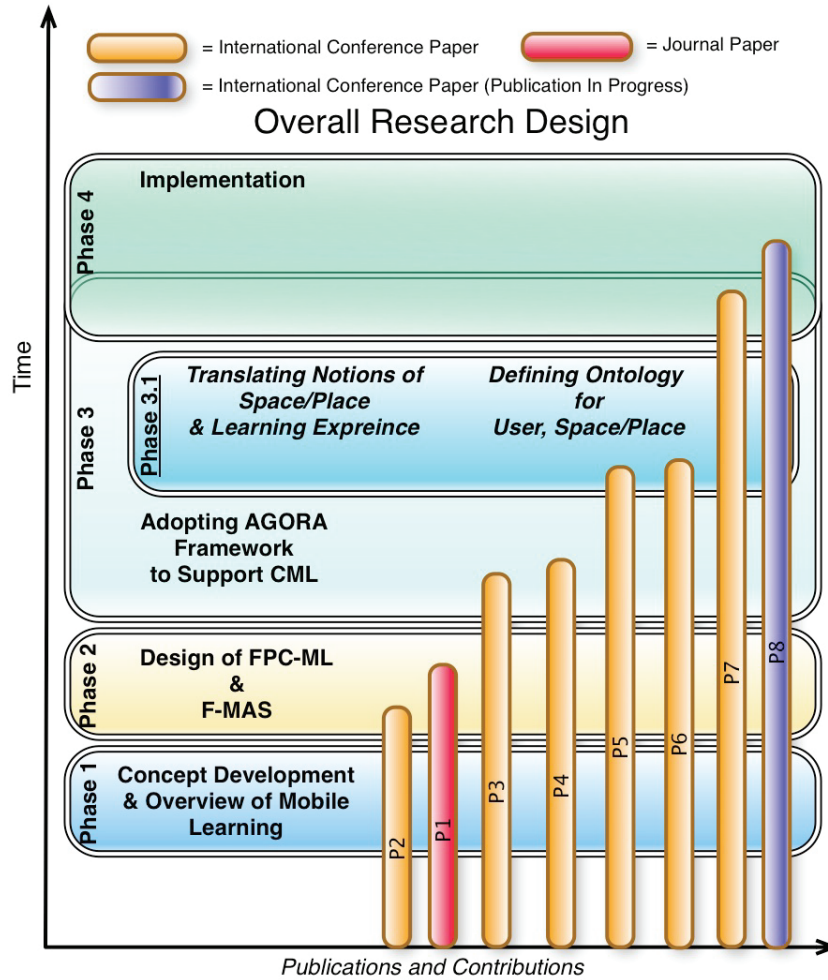 = International Conference Paper
= Journal Paper
= International Conference Paper (Publication In Progress)
Overall Research Design
Time
Phase 4
Implementation
Phase 3
Phase 3.1
Translating Notions of
Space/Place
& Learning Expreince
Defining Ontology
for
User, Space/Place
Adopting AGORA
Framework
to Support CML
Phase 2
Design of FPC-ML
&
F-MAS
Phase 1
Concept Development
& Overview of Mobile
Learning
P2
P1
P3
P4
P5
P6
P7
P8
Publications and Contributions